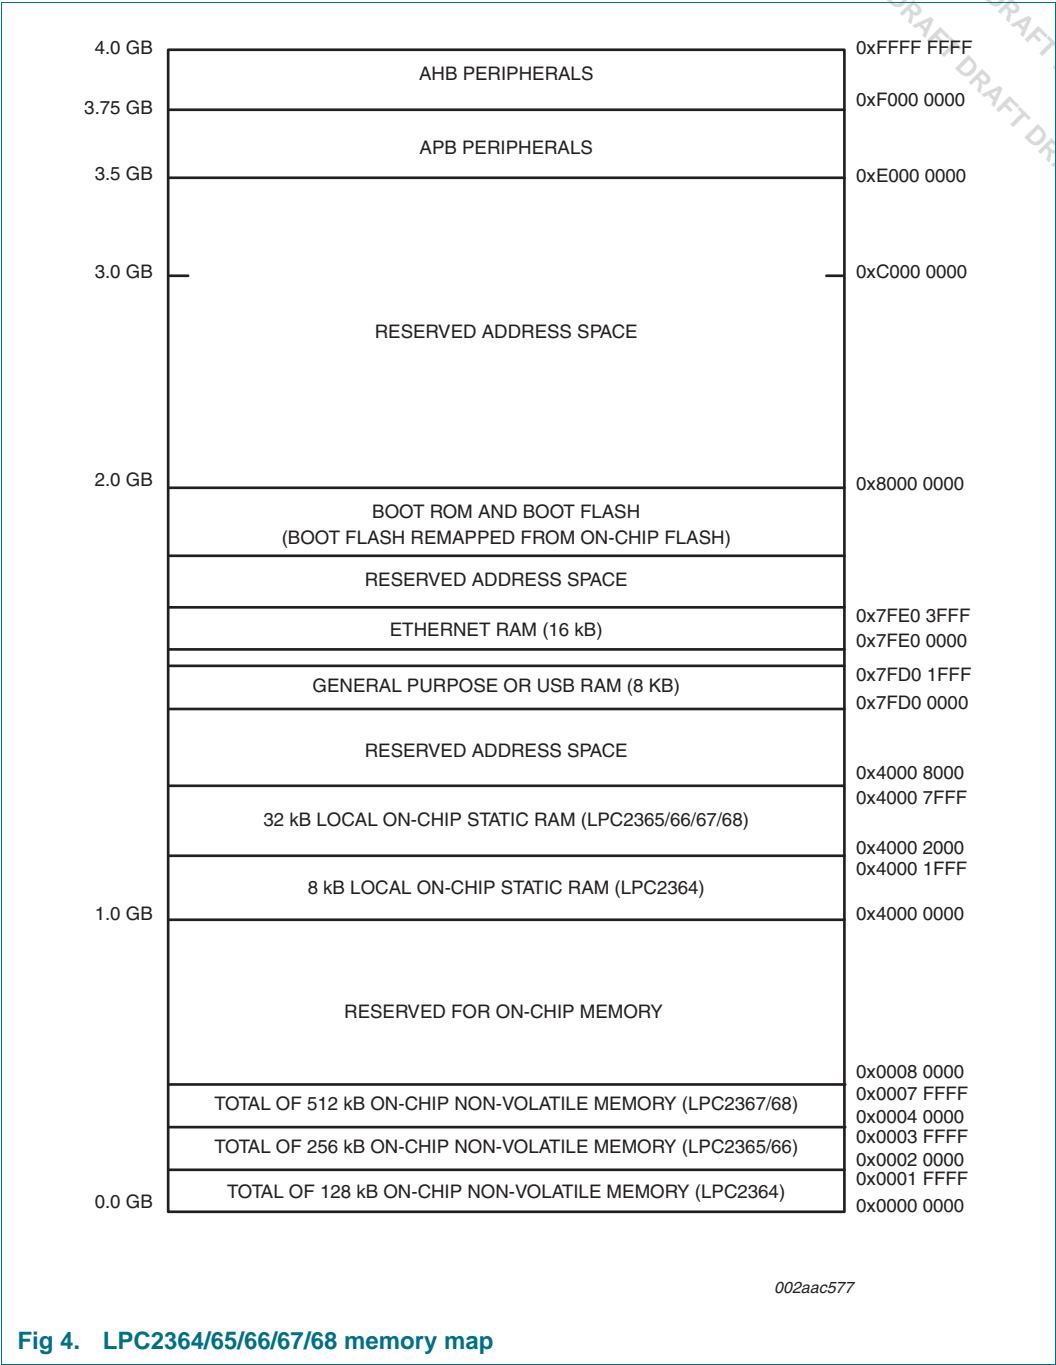 DRAFT DRAFT DR
DRAFT
4.0 GB
0xFFFF FFFF
AHB PERIPHERALS
3.75 GB
0xF000 0000
APB PERIPHERALS
3.5 GB
0xE000 0000
3.0 GB
0xC000 0000
RESERVED ADDRESS SPACE
2.0 GB
0x8000 0000
BOOT ROM AND BOOT FLASH
(BOOT FLASH REMAPPED FROM ON-CHIP FLASH)
RESERVED ADDRESS SPACE
0x7FE0 3FFF
ETHERNET RAM (16 kB)
0x7FE0 0000
0x7FD0 1FFF
GENERAL PURPOSE OR USB RAM (8 KB)
0x7FD0 0000
RESERVED ADDRESS SPACE
0x4000 8000
0x4000 7FFF
32 kB LOCAL ON-CHIP STATIC RAM (LPC2365/66/67/68)
0x4000 2000
0x4000 1FFF
8 kB LOCAL ON-CHIP STATIC RAM (LPC2364)
1.0 GB
0x4000 0000
RESERVED FOR ON-CHIP MEMORY
0x0008 0000
0x0007 FFFF
TOTAL OF 512 kB ON-CHIP NON-VOLATILE MEMORY (LPC2367/68)
0x0004 0000
0x0003 FFFF
TOTAL OF 256 kB ON-CHIP NON-VOLATILE MEMORY (LPC2365/66)
0x0002 0000
0x0001 FFFF
TOTAL OF 128 kB ON-CHIP NON-VOLATILE MEMORY (LPC2364)
0.0 GB
0x0000 0000
002aac577
Fig 4. LPC2364/65/66/67/68 memory map